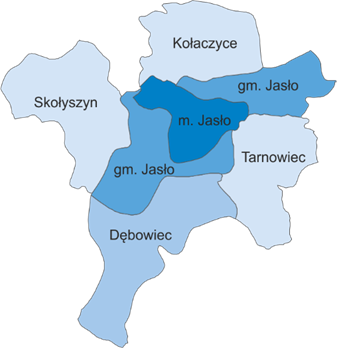 Kołaczyce
gm. Jasło
Skołyszyn
m. Jasło
Tarnowiec
gm. Jasło
Dębowiec